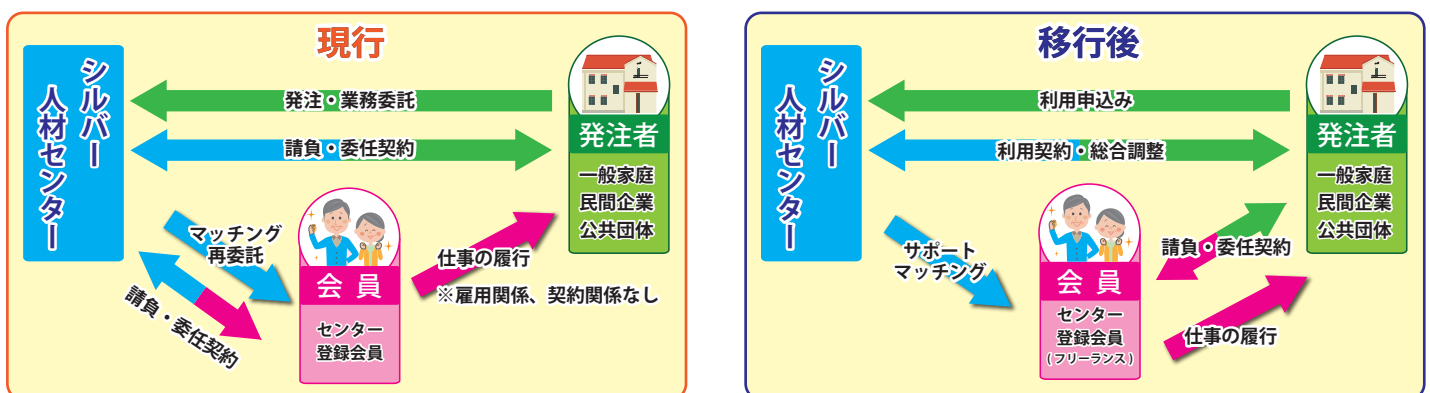 現行
シルバー
人材センター
発注・業務委託
請負・委任契約
発注者
一般家庭
民間企業
公共団体
マッチング
再委託
請負・委任契約
会員
センター
登録会員
仕事の履行
※雇用関係、契約関係なし
移行後
シルバー
人材センター
利用申込み
利用契約・総合調整
発注者
一般家庭
民間企業
公共団体
サポート
マッチング
会員
センター
登録会員
(フリーランス)
請負・委任契約
仕事の履行